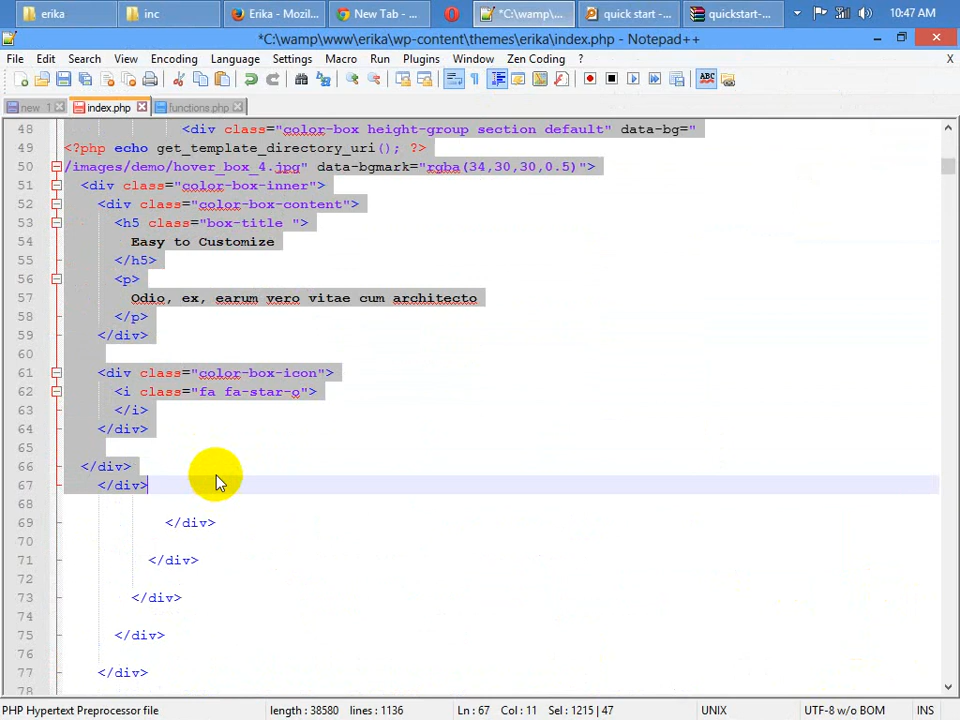 erika
inc
Erika - Mozil...
New Tab - ...
*C:\wamp\...
quick start -...
quickstart-...
10:47 AM
*C:\wamp\www\erika\wp-content\themes\erika\index.php - Notepad++
File Edit Search View Encoding Language Settings Macro Run Plugins Window Zen Coding ? X
new 1
index.php
functions.php
48 <div class="color-box height-group section default" data-bg="
49 <?php echo get_template_directory_uri(); ?>
50 /images/demo/hover_box_4.jpg" data-bgmark="rgba(34,30,30,0.5)">
51 <div class="color-box-inner">
52 <div class="color-box-content">
53 <h5 class="box-title ">
54 Easy to Customize
55 </h5>
56 <p>
57 Odio, ex, earum vero vitae cum architecto
58 </p>
59 </div>
60
61 <div class="color-box-icon">
62 <i class="fa fa-star-o">
63 </i>
64 </div>
65
66 </div>
67 </div>
68
69 </div>
70
71 </div>
72
73 </div>
74
75 </div>
76
77 </div>
78
PHP Hypertext Preprocessor file length : 38580 lines : 1136 Ln : 67 Col : 11 Sel : 1215 | 47 UNIX UTF-8 w/o BOM INS